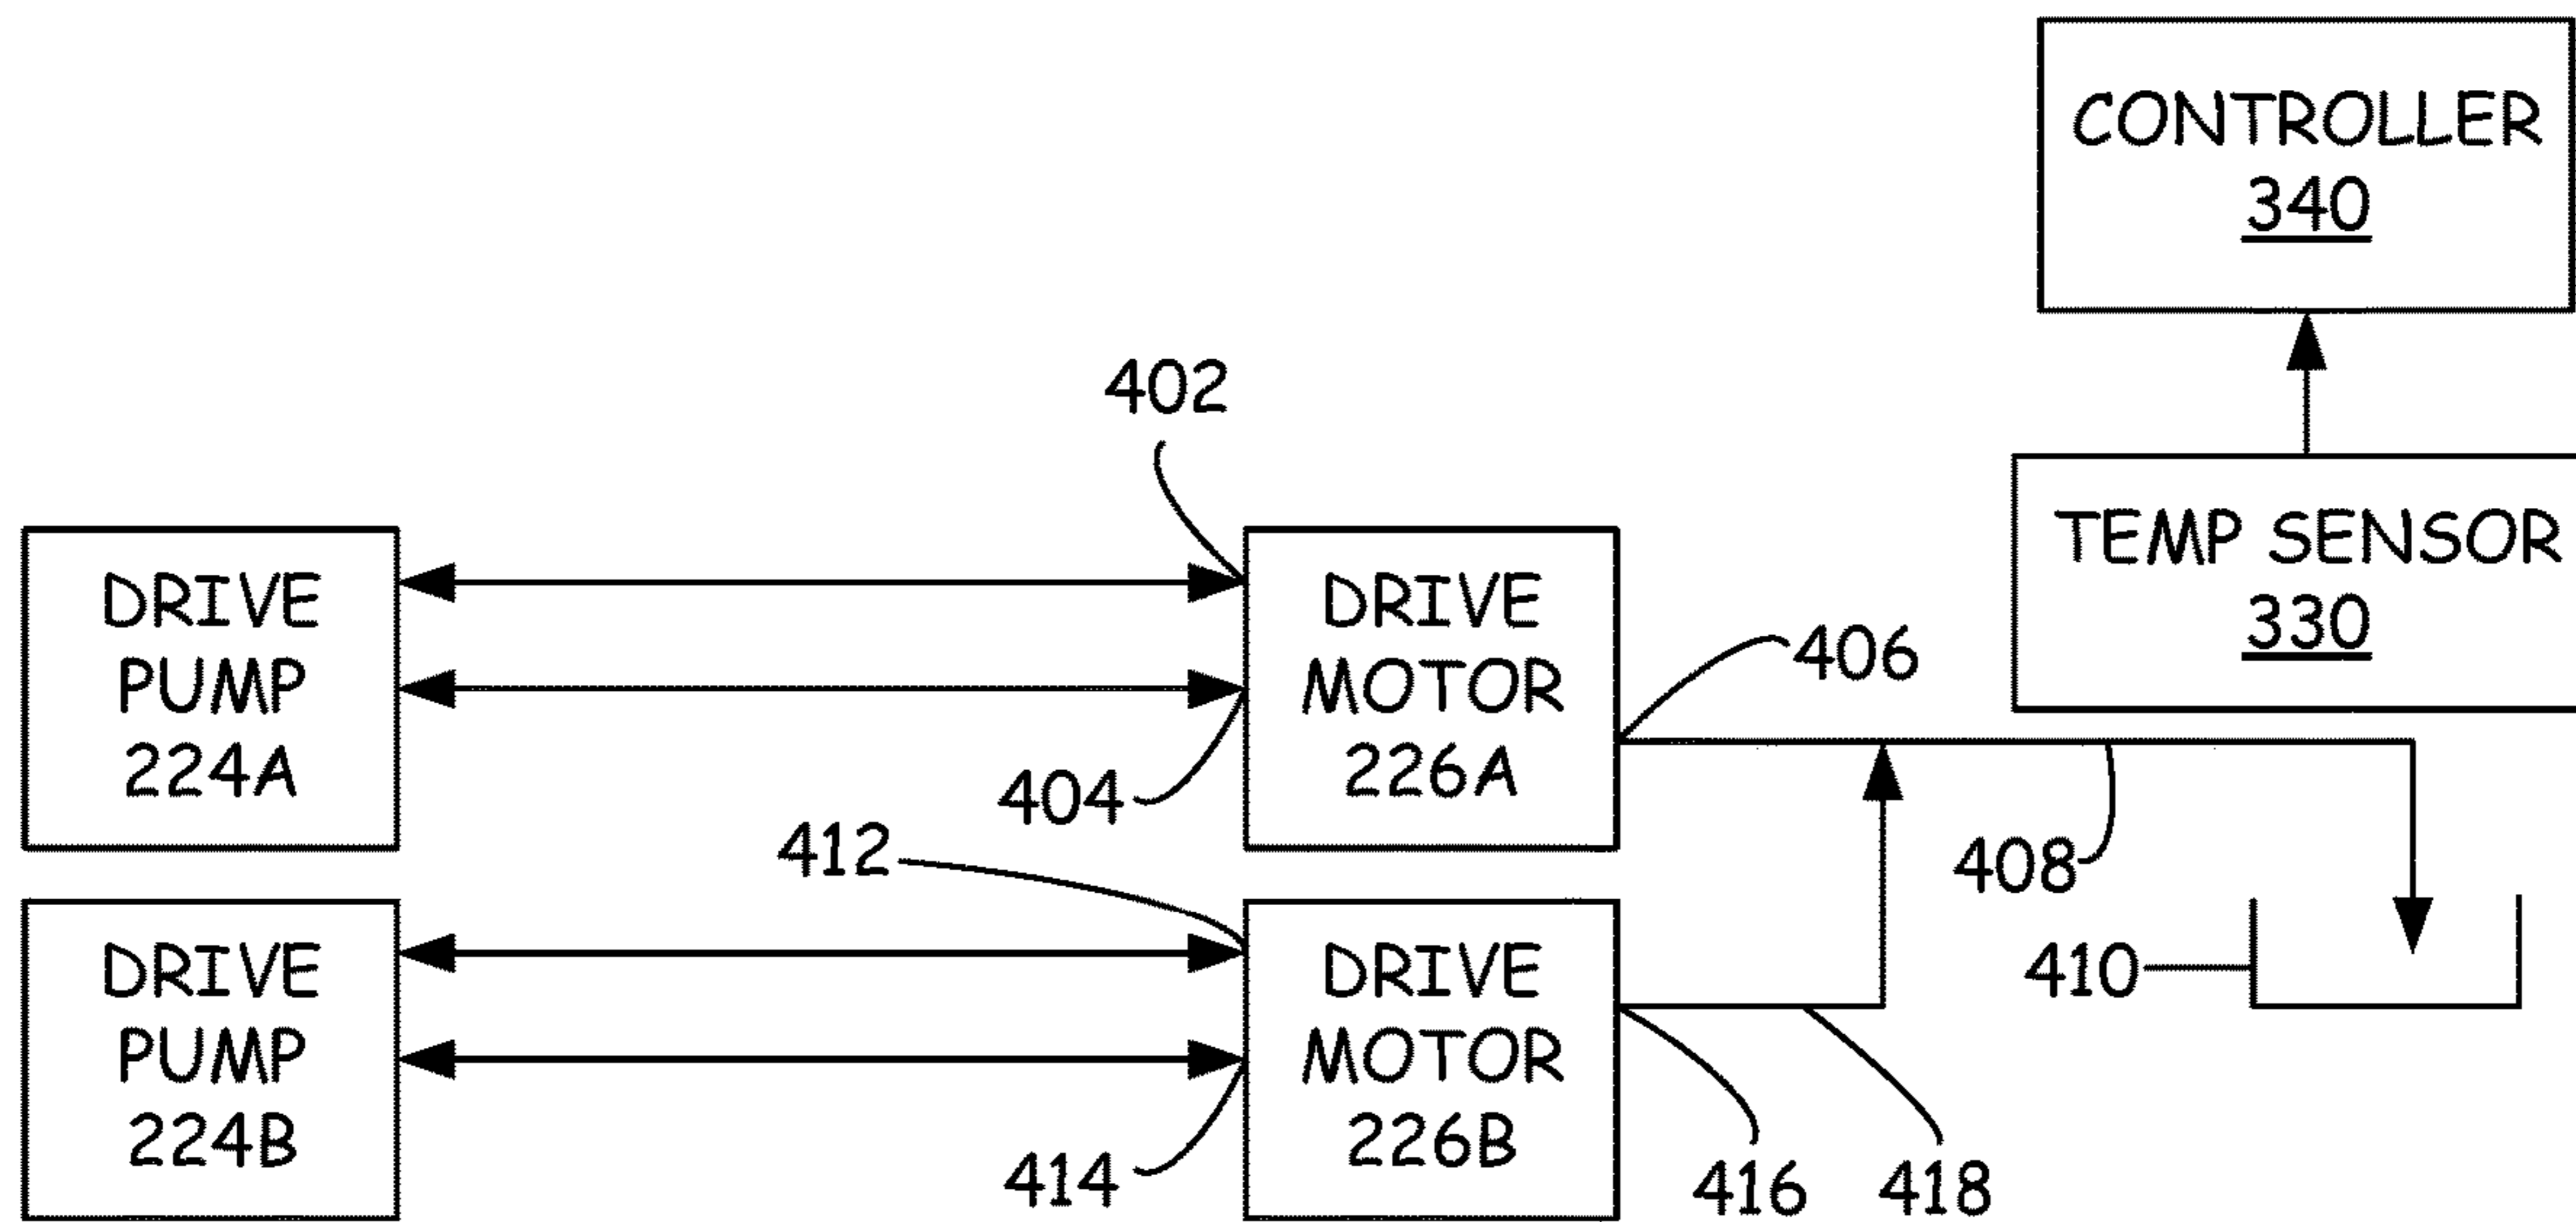 CONTROLLER
340
402
TEMP SENSOR
330
DRIVE
PUMP
224A
DRIVE
MOTOR
226A
406
404
412
408
410
DRIVE
PUMP
224B
DRIVE
MOTOR
226B
414
416
418